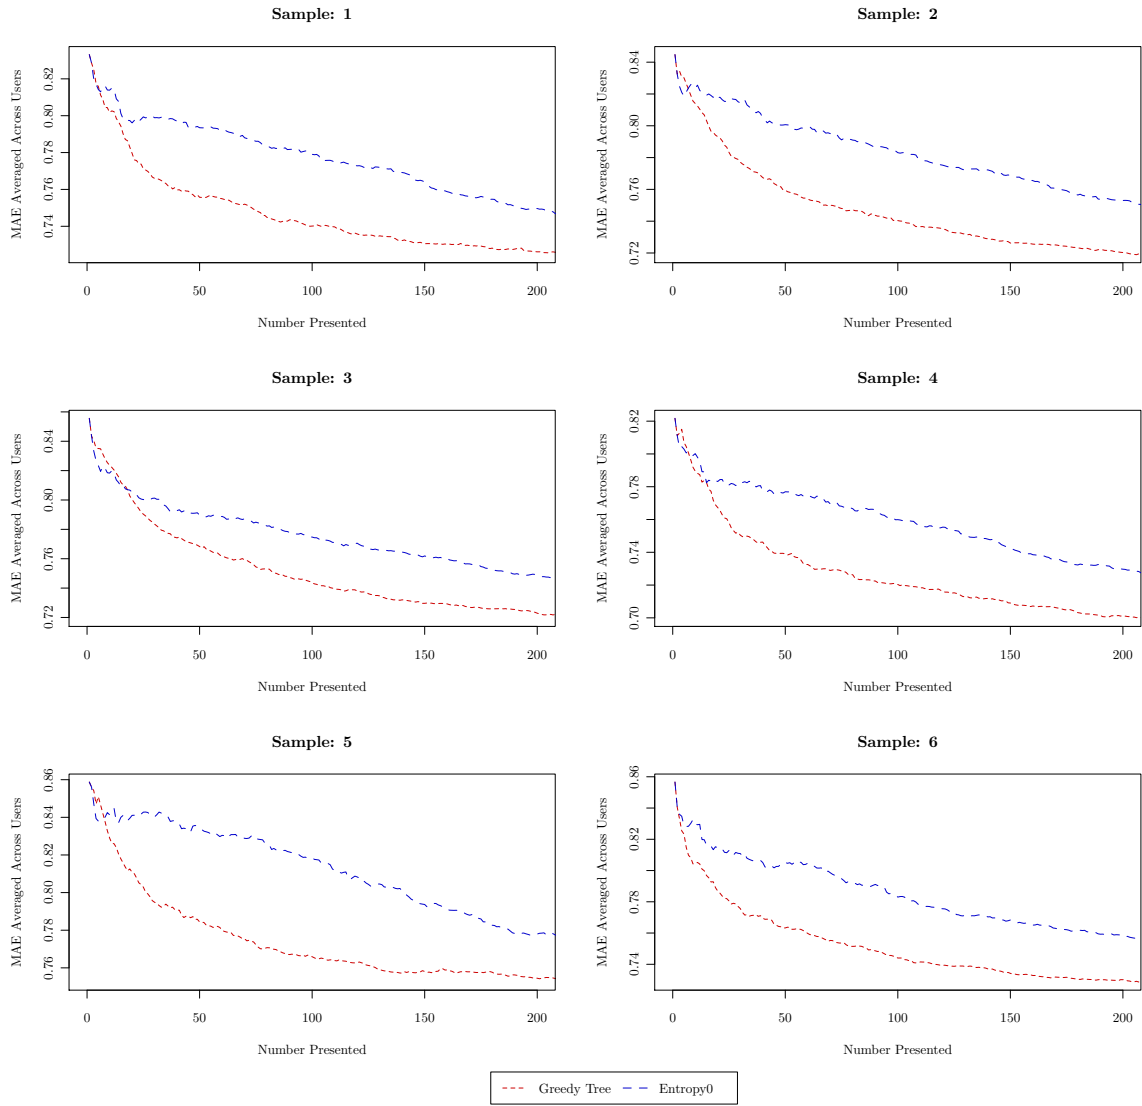 Sample: 1
MAE Averaged Across Users
0.82
0.80
0.78
0.76
0.74
0 50 100 150 200
Number Presented
Sample: 2
MAE Averaged Across Users
0.84
0.80
0.76
0.72
0 50 100 150 200
Number Presented
Sample: 3
MAE Averaged Across Users
0.84
0.80
0.76
0.72
0 50 100 150 200
Number Presented
Sample: 4
MAE Averaged Across Users
0.82
0.78
0.74
0.70
0 50 100 150 200
Number Presented
Sample: 5
MAE Averaged Across Users
0.86
0.84
0.82
0.80
0.78
0.76
0 50 100 150 200
Number Presented
Sample: 6
MAE Averaged Across Users
0.86
0.82
0.78
0.74
0 50 100 150 200
Number Presented
Greedy Tree Entropy0